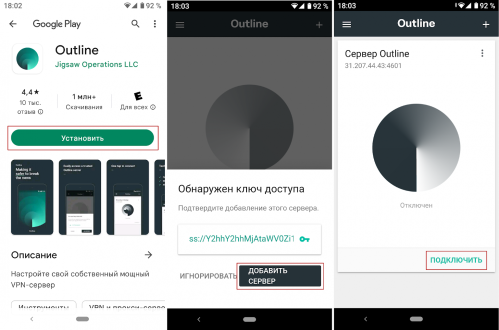 18:02
92 %
Google Play
Outline
Jigsaw Operations LLC
4,4★
10 тыс.
отзыв
1 млн+
Скачивания
E
Для всех
Установить
Making it
safer to break
the news
Описание
Настройте свой собственный мощный
VPN-сервер
Инструменты
VPN и прокси-сервер
18:03
92 %
Outline
Обнаружен ключ доступа
Подтвердите добавление этого сервера.
ss://Y2hhY2hhMjAtaWV0Zi1
ИГНОРИРОВАТЬ
ДОБАВИТЬ
СЕРВЕР
18:03
92 %
Outline
Сервер Outline
31.207.44.43:4601
Отключен
ПОДКЛЮЧИТЬ